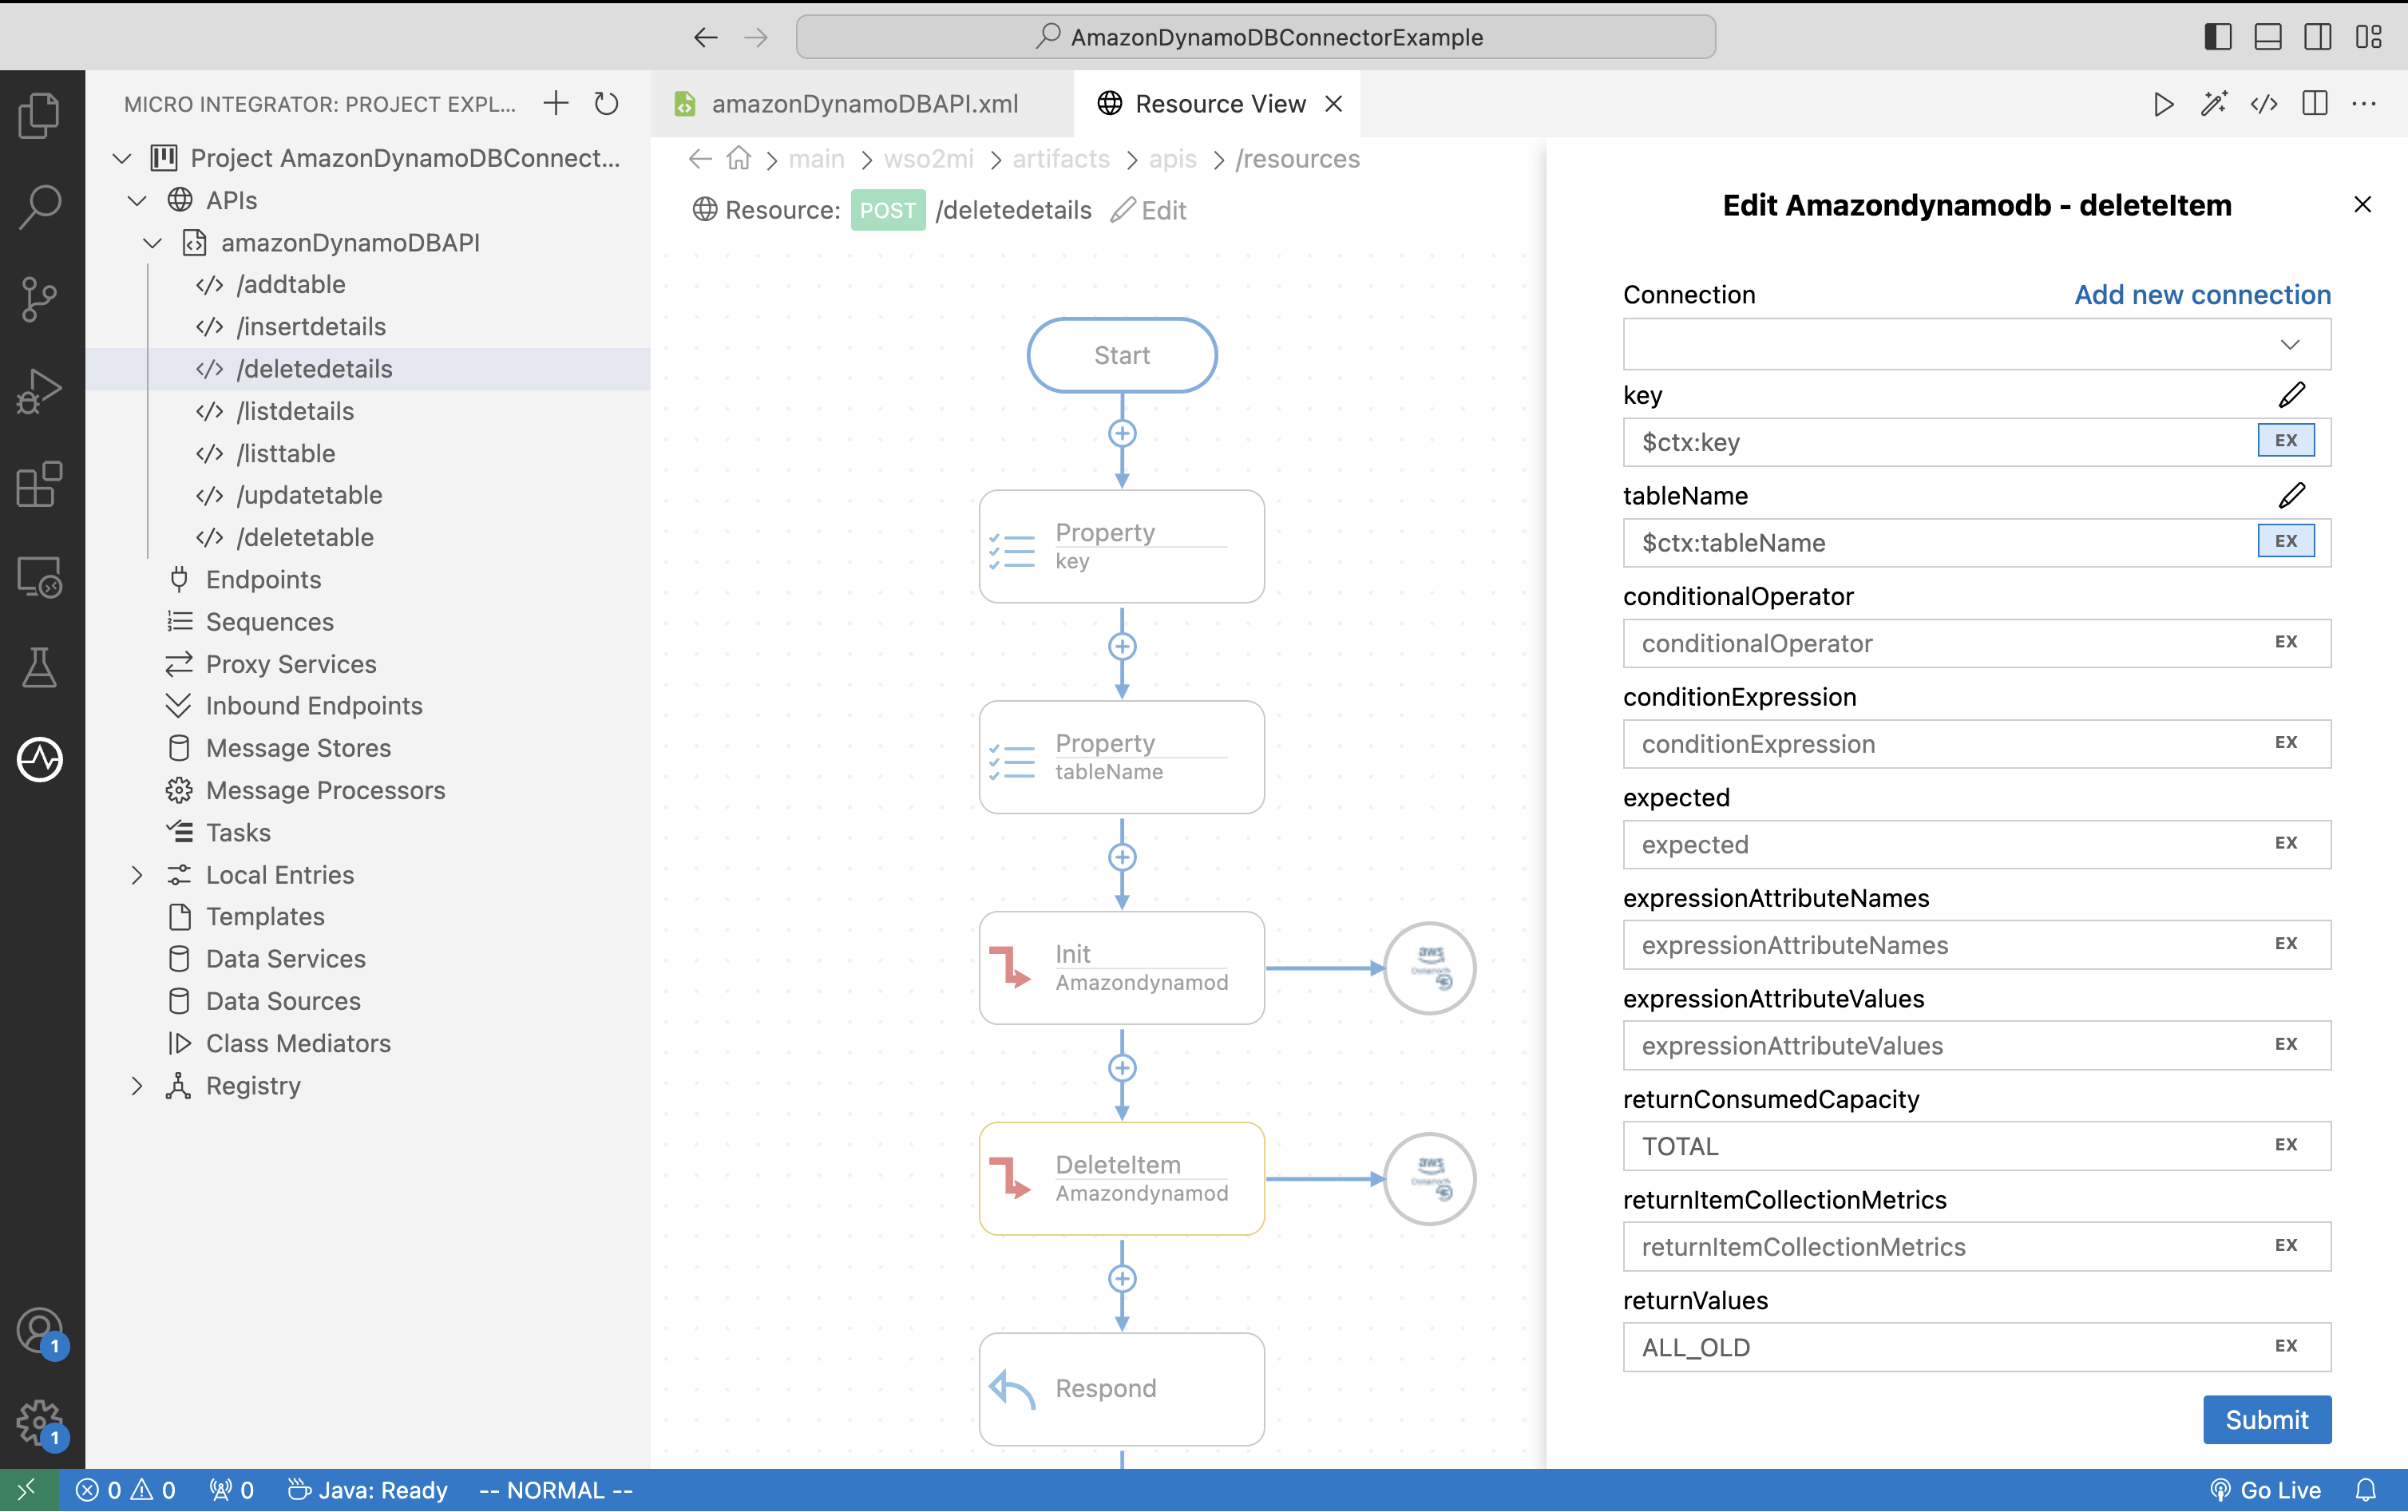 AmazonDynamoDBConnectorExample
MICRO INTEGRATOR: PROJECT EXPL...
Project AmazonDynamoDBConnect...
APIs
amazonDynamoDBAPI
/addtable
/insertdetails
/deletedetails
/listdetails
/listtable
/updatetable
/deletetable
Endpoints
Sequences
Proxy Services
Inbound Endpoints
Message Stores
Message Processors
Tasks
Local Entries
Templates
Data Services
Data Sources
Class Mediators
Registry
1
1
amazonDynamoDBAPI.xml
Resource View
main > wso2mi > artifacts > apis > /resources
Resource: POST /deletedetails Edit
Start
Property
key
Property
tableName
Init
Amazondynamod
aws
DeleteItem
Amazondynamod
aws
Respond
Edit Amazondynamodb - deleteItem
Connection Add new connection
key
$ctx:key EX
tableName
$ctx:tableName EX
conditionalOperator
conditionalOperator EX
conditionExpression
conditionExpression EX
expected
expected EX
expressionAttributeNames
expressionAttributeNames EX
expressionAttributeValues
expressionAttributeValues EX
returnConsumedCapacity
TOTAL EX
returnItemCollectionMetrics
returnItemCollectionMetrics EX
returnValues
ALL_OLD EX
Submit
0 0 0 Java: Ready -- NORMAL -- Go Live